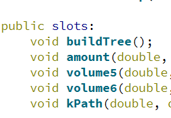 public slots:
void buildTree();
void amount(double,
void volume5(double,
void volume6(double,
void kPath(double,